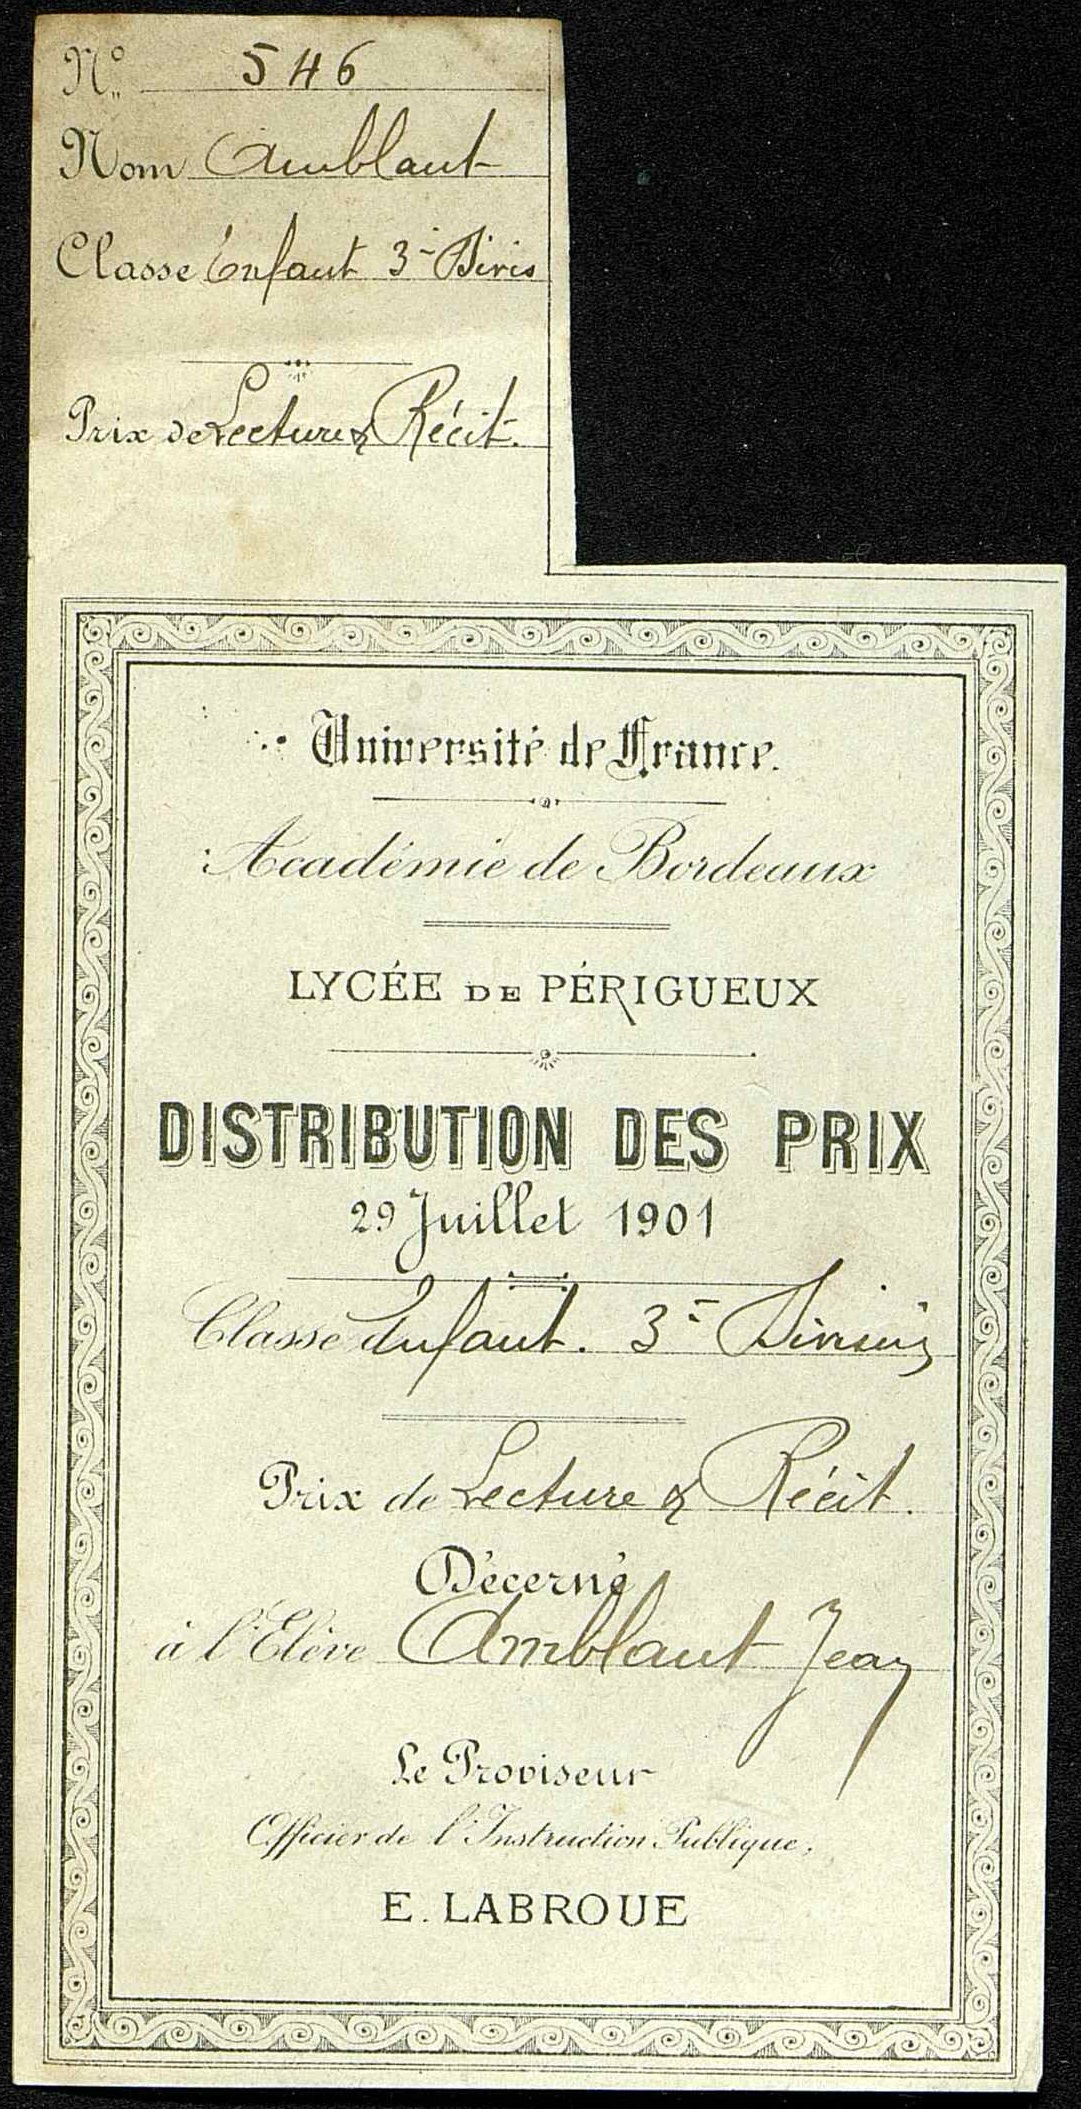 N° 546
Nom Amblaut
Classe Enfant 3e Divis
Prix de Lecture & Récit.
Université de France.
Académie de Bordeaux
LYCÉE DE PÉRIGUEUX
DISTRIBUTION DES PRIX
29 Juillet 1901
Classe Enfant. 3e Division
Prix de Lecture & Récit.
Décerné
à l'Elève Amblaut Jean
Le Proviseur
Officier de l'Instruction Publique,
E. LABROUE